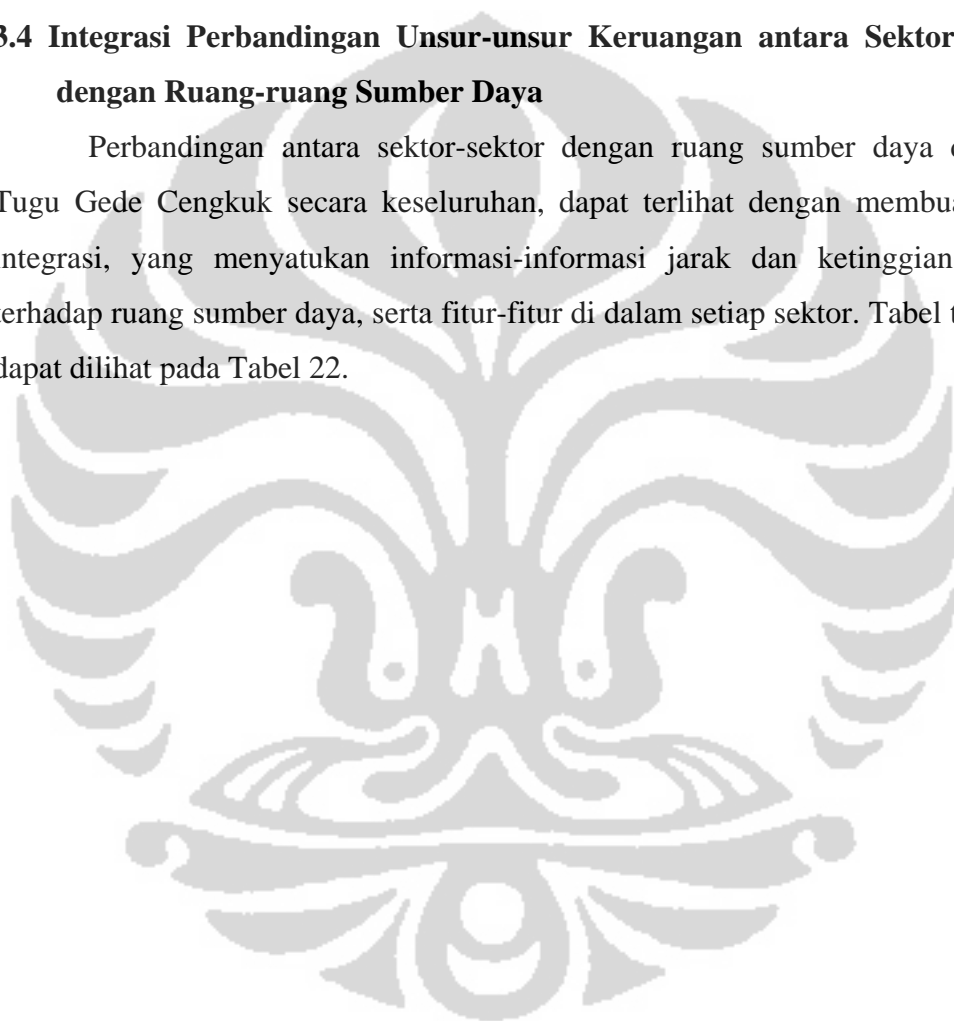 3.4 Integrasi Perbandingan Unsur-unsur Keruangan antara Sektor
dengan Ruang-ruang Sumber Daya
Perbandingan antara sektor-sektor dengan ruang sumber daya
Tugu Gede Cengkuk secara keseluruhan, dapat terlihat dengan
integrasi, yang menyatukan informasi-informasi jarak dan ketinggian
terhadap ruang sumber daya, serta fitur-fitur di dalam setiap sektor. Tabel
dapat dilihat pada Tabel 22.